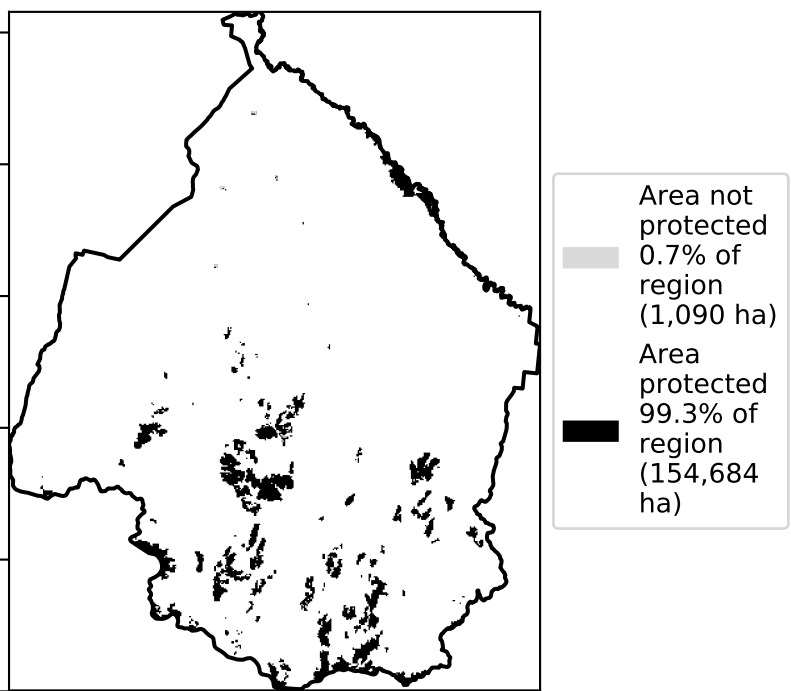 Area not
protected
0.7% of
region
(1,090 ha)
Area
protected
99.3% of
region
(154,684
ha)